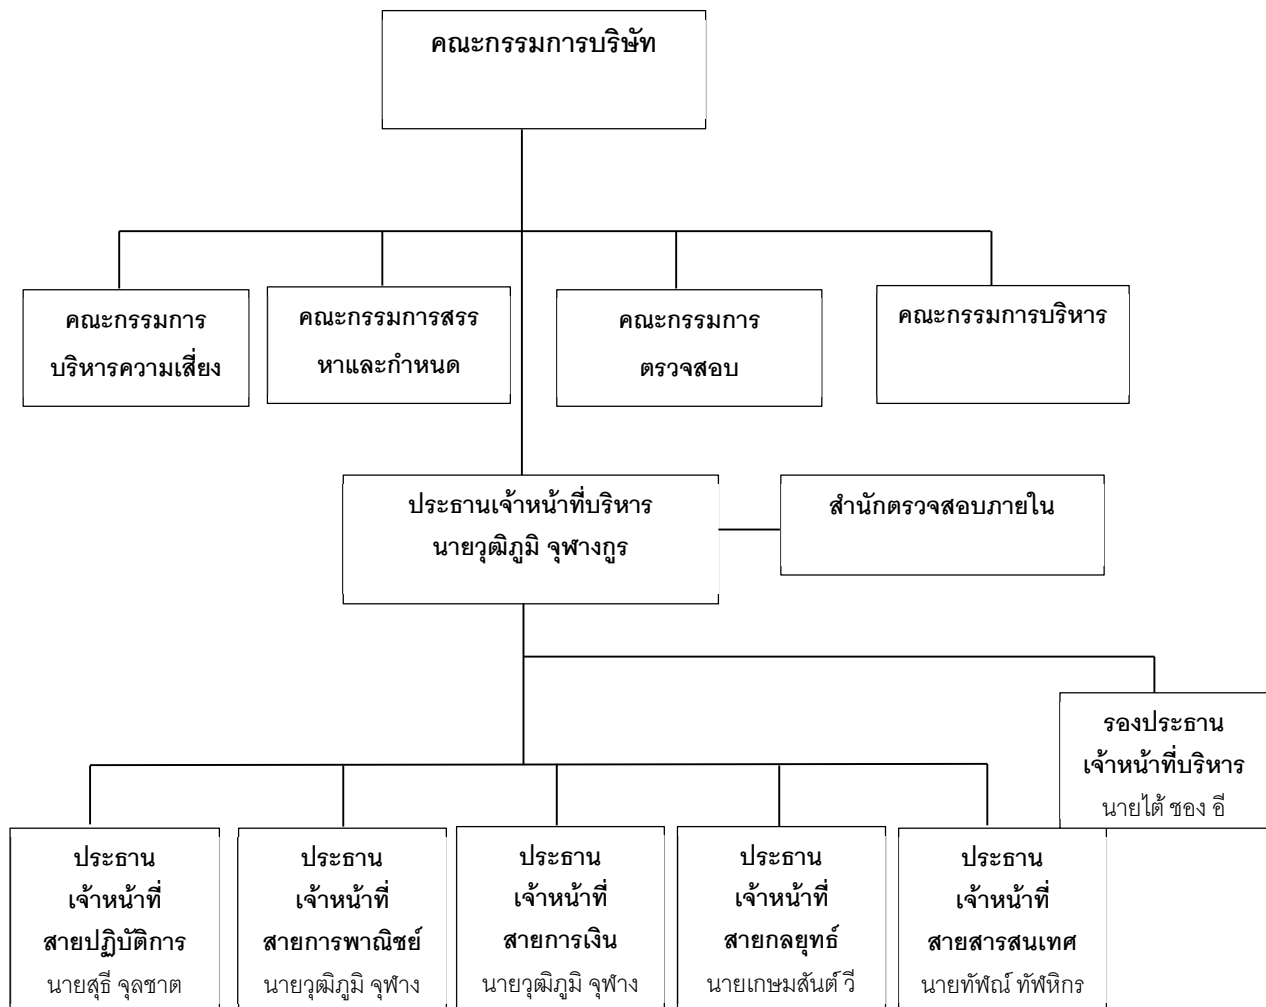 คณะกรรมการบริษัท
คณะกรรมการ
บริหารความเสี่ยง
คณะกรรมการสรร
หาและกำหนด
คณะกรรมการ
ตรวจสอบ
คณะกรรมการบริหาร
ประธานเจ้าหน้าที่บริหาร
นายวุฒิภูมิ จุฬางกูร
สำนักตรวจสอบภายใน
รองประธาน
เจ้าหน้าที่บริหาร
นายไต้ ชอง อี
ประธาน
เจ้าหน้าที่
สายปฏิบัติการ
นายสุธี จุลชาต
ประธาน
เจ้าหน้าที่
สายการพาณิชย์
นายวุฒิภูมิ จุฬาง
ประธาน
เจ้าหน้าที่
สายการเงิน
นายวุฒิภูมิ จุฬาง
ประธาน
เจ้าหน้าที่
สายกลยุทธ์
นายเกษมสันต์ วี
ประธาน
เจ้าหน้าที่
สายสารสนเทศ
นายทัฬณ์ ทัฬหิกร